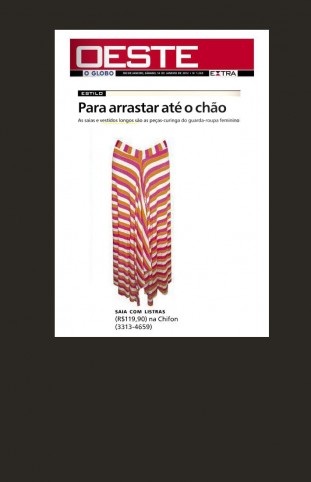 OESTE
O GLOBO
EXTRA
ESTILO
Para arrastar até o chão
As saias e vestidos longos são as peças-curinga do guarda-roupa feminino
SAIA COM LISTRAS
(R$119,90) na Chifon
(3313-4659)